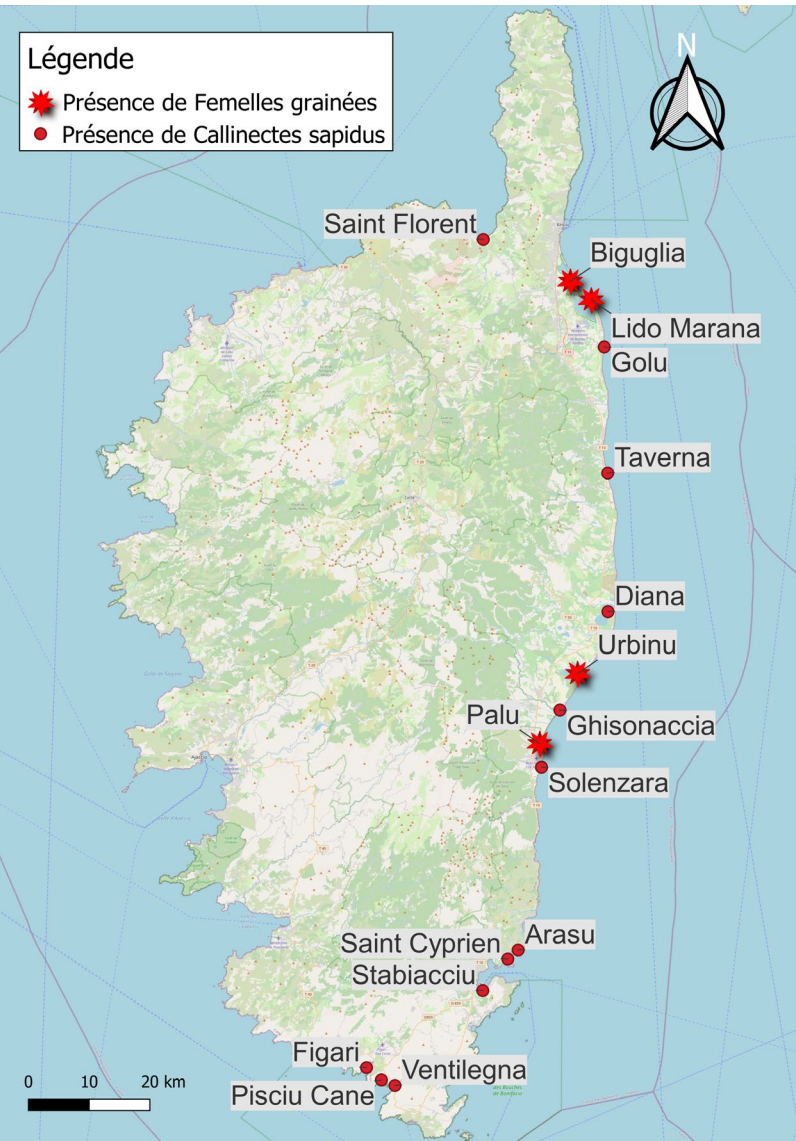 Légende
Présence de Femelles grainées
Présence de Callinectes sapidus
N
Saint Florent
Biguglia
Lido Marana
Golu
Taverna
Diana
Urbinu
Palu
Ghisonaccia
Solenzara
Arasu
Saint Cyprien
Stabiacciu
Figari
Ventilegna
Pisciu Cane
0 10 20 km